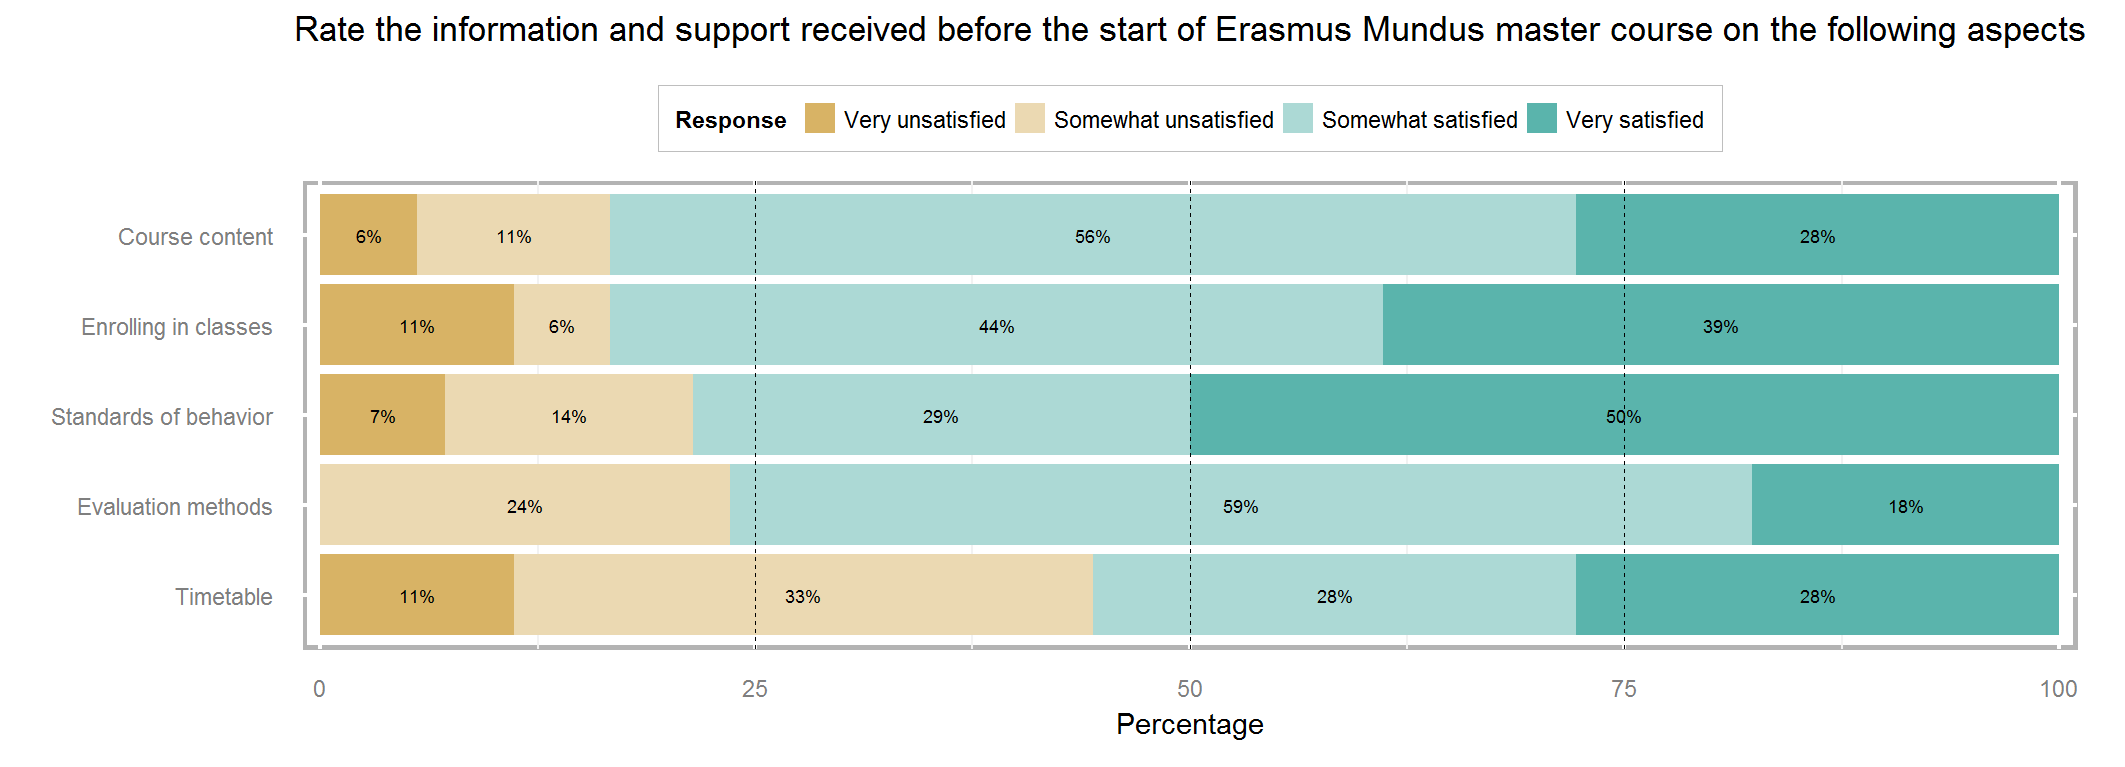 Rate the information and support received before the start of Erasmus Mundus master course on the following aspects
Response Very unsatisfied Somewhat unsatisfied Somewhat satisfied Very satisfied
Course content 6% 11% 56% 28%
Enrolling in classes 11% 6% 44% 39%
Standards of behavior 7% 14% 29% 50%
Evaluation methods 24% 59% 18%
Timetable 11% 33% 28% 28%
0 25 50 75 100
Percentage